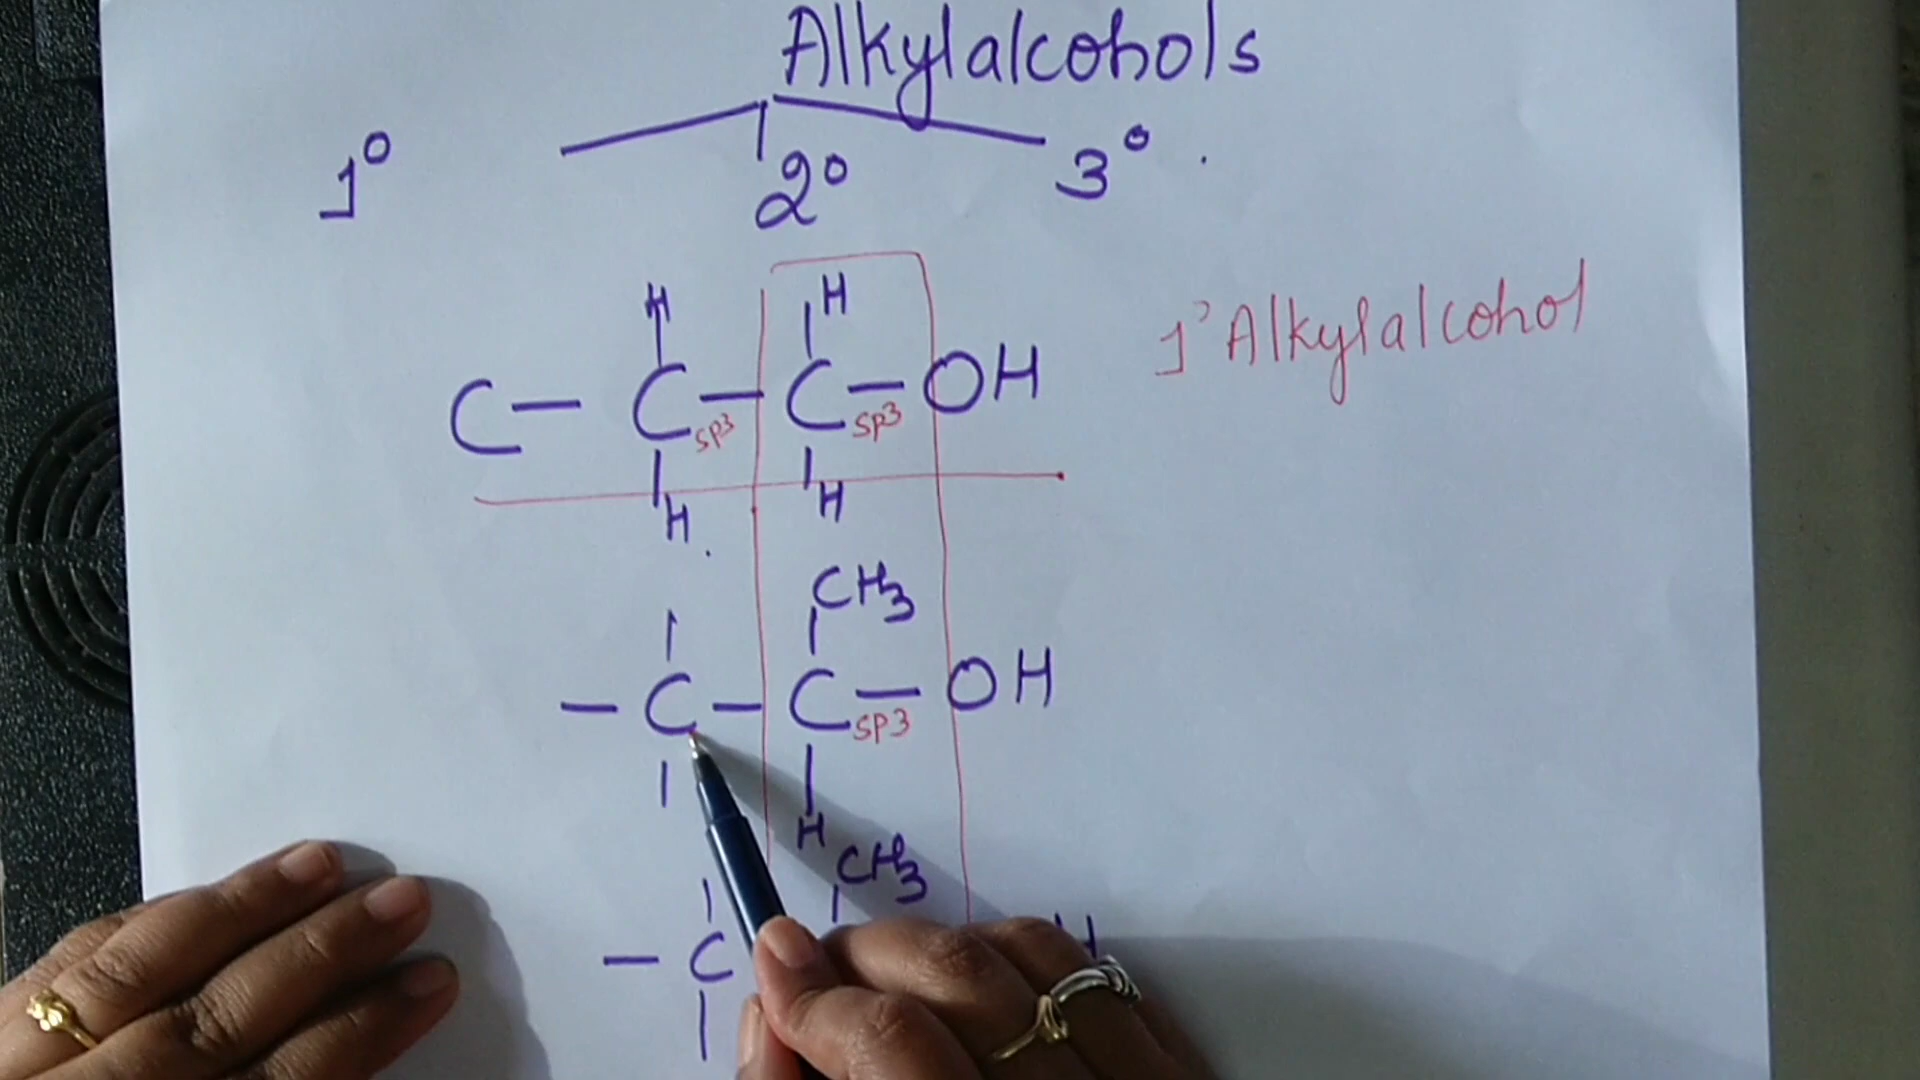 Alkylalcohols
1° 2° 3° .
H H
C – C sp3 – C sp3 – OH 1° Alkylalcohol
H H
CH3
– C – C sp3 – OH
H
CH3
– C H